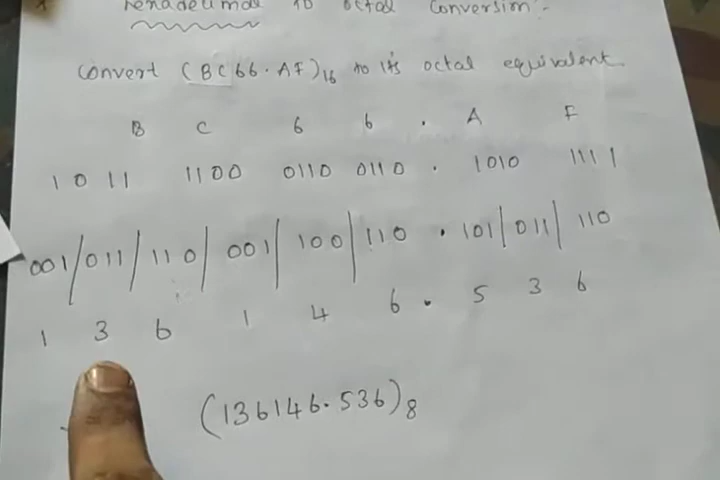 Hexadecimal to octal conversion:-
Convert (BC66.AF)16 to it's octal equivalent.
B C 6 6 . A F
1011 1100 0110 0110 . 1010 1111
001/011/110/001/100/110 . 101/011/110
1 3 6 1 4 6 . 5 3 6
(136146.536)8